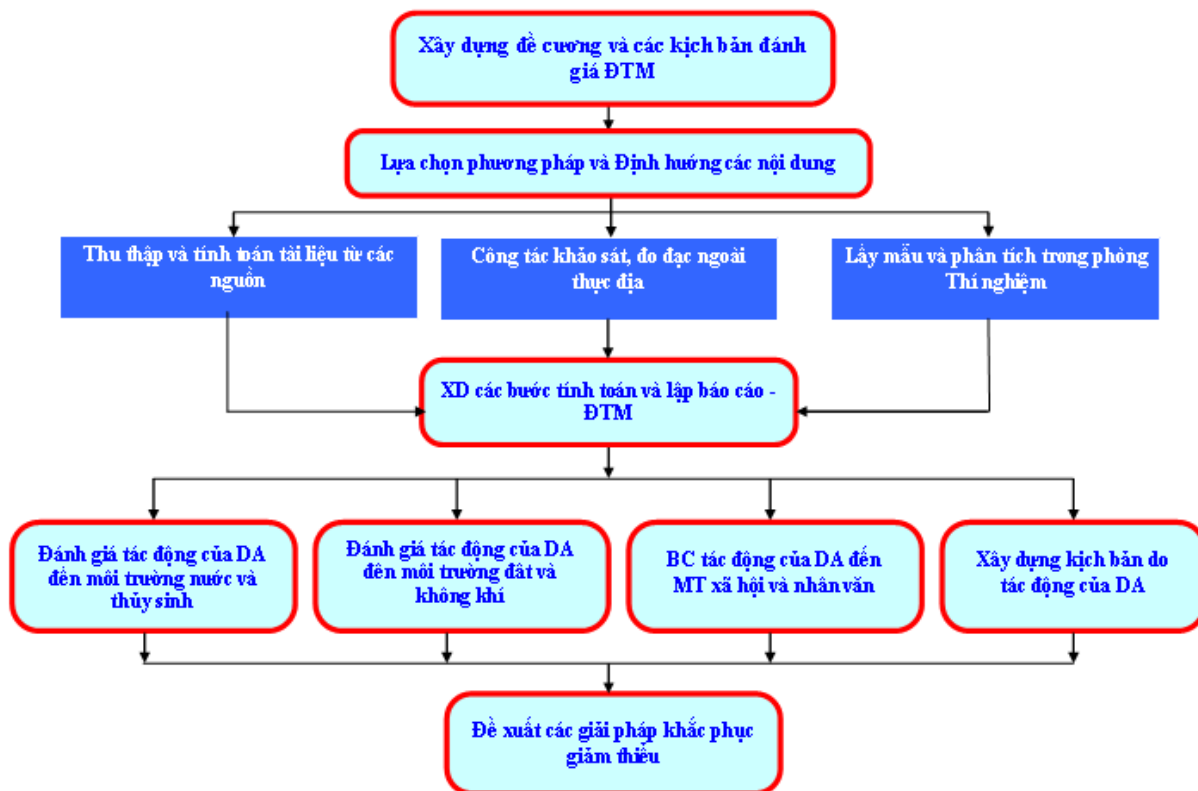 Xây dựng đề cương và các kịch bản đánh
giá ĐTM
Lựa chọn phương pháp và Định hướng các nội dung
Thu thập và tính toán tài liệu từ các
nguồn
Công tác khảo sát, đo đạc ngoài
thực địa
Lấy mẫu và phân tích trong phòng
Thí nghiệm
XD các bước tính toán và lập báo cáo -
ĐTM
Đánh giá tác động của DA
đến môi trường nước và
thủy sinh
Đánh giá tác động của DA
đến môi trường đât và
không khí
BC tác động của DA đến
MT xã hội và nhân văn
Xây dựng kịch bản do
tác động của DA
Đề xuất các giải pháp khắc phục
giảm thiểu